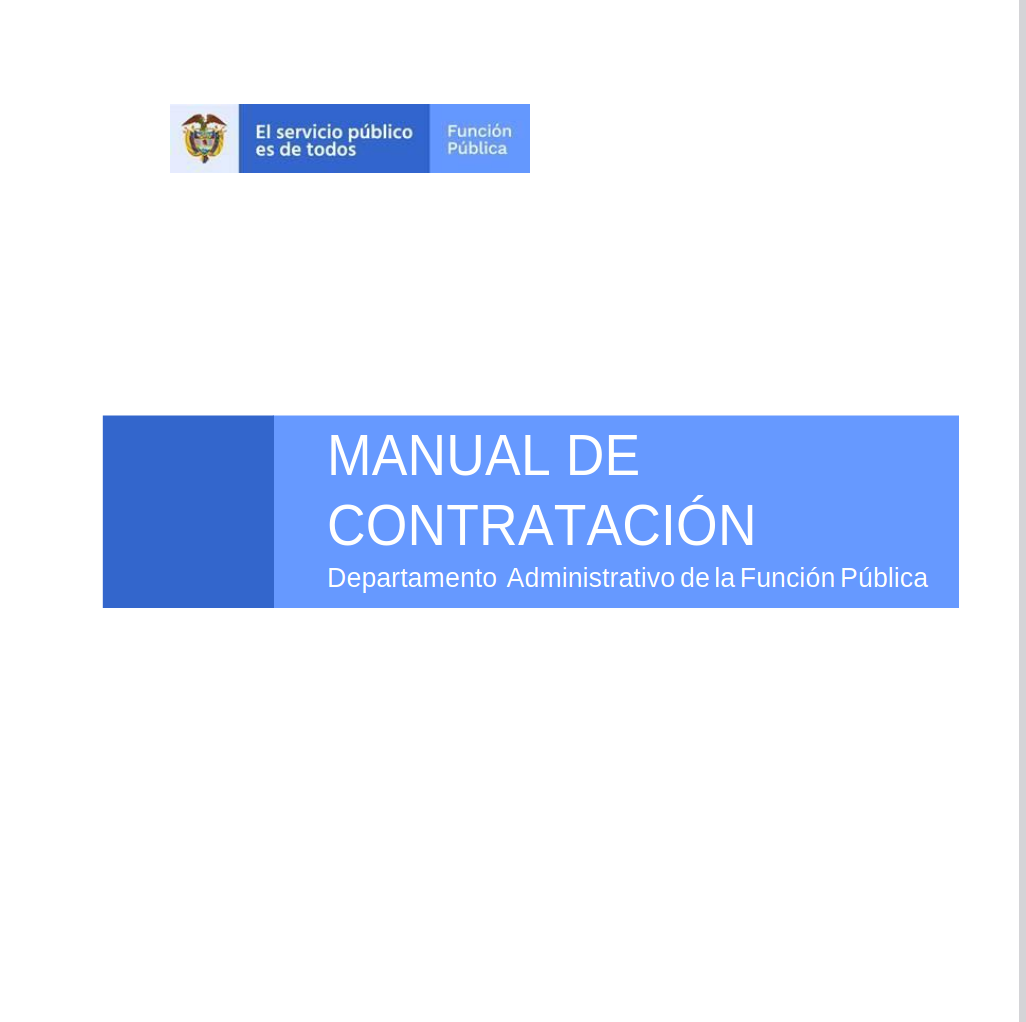 El servicio público
es de todos
Función
Pública
MANUAL DE
CONTRATACIÓN
Departamento Administrativo de la Función Pública